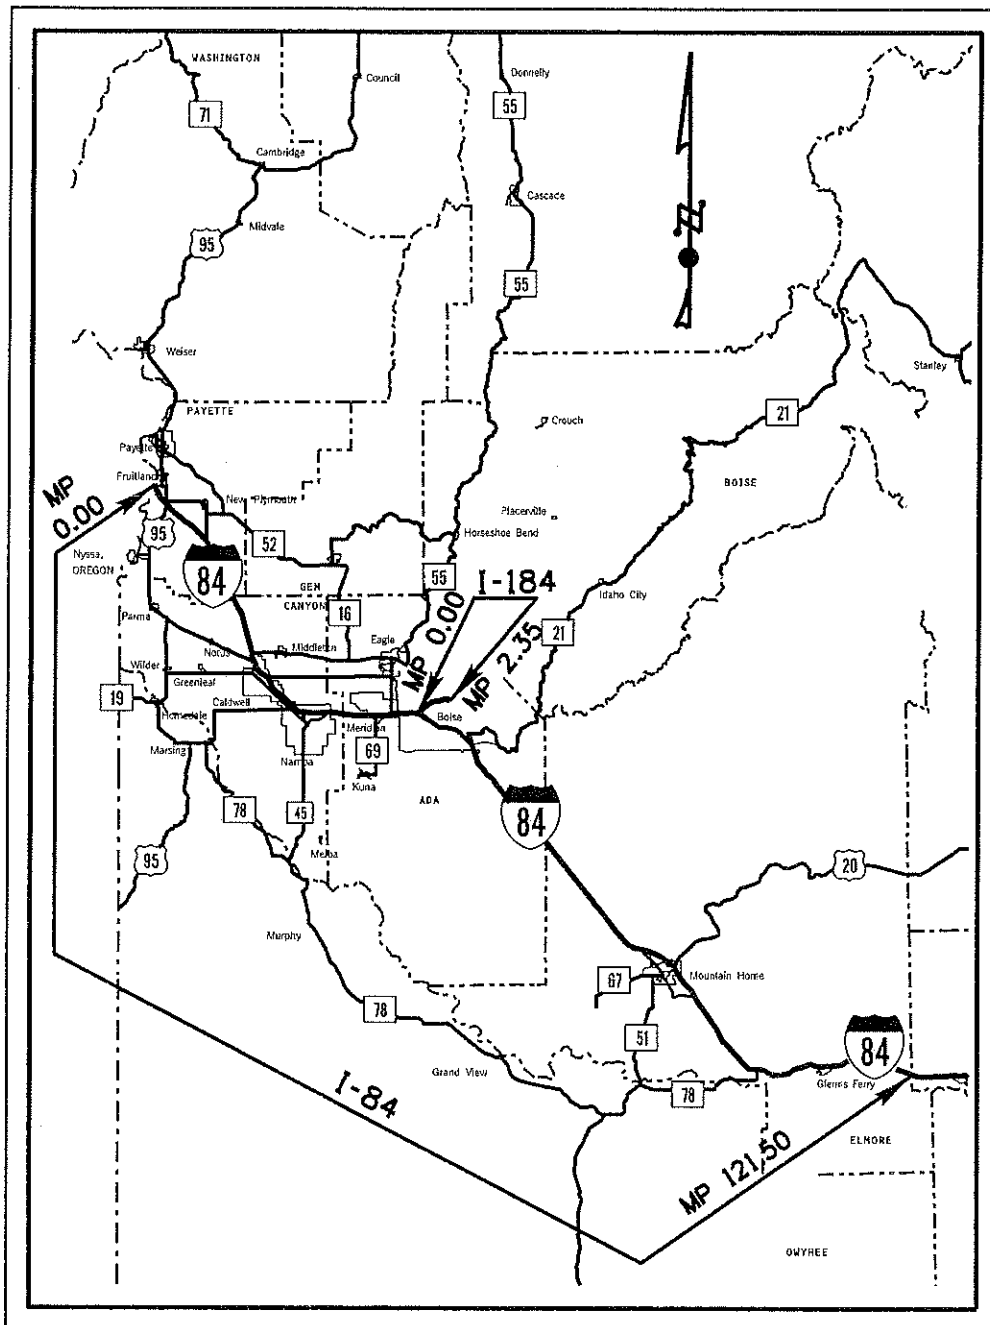 WASHINGTON
Council
Donnelly
71
55
Cambridge
Cascade
Midvale
95
N
55
Weiser
Stanley
PAYETTE
21
Crouch
Payette
Fruitland
BOISE
MP
0.00
New Plymouth
Placerville
95
52
Horseshoe Bend
Nyssa,
OREGON
84
GEM
55
I-184
CANYON
16
Idaho City
Parma
MP 0.00
MP 2.35
21
Notus
Middleton
Eagle
Wilder
Greenleaf
19
Caldwell
Homedale
Boise
Meridian
Marsing
69
Nampa
Kuna
ADA
78
45
84
Melba
95
20
Murphy
Mountain Home
67
78
51
84
Grand View
Glenns Ferry
I-84
78
ELMORE
MP 121.50
OWYHEE